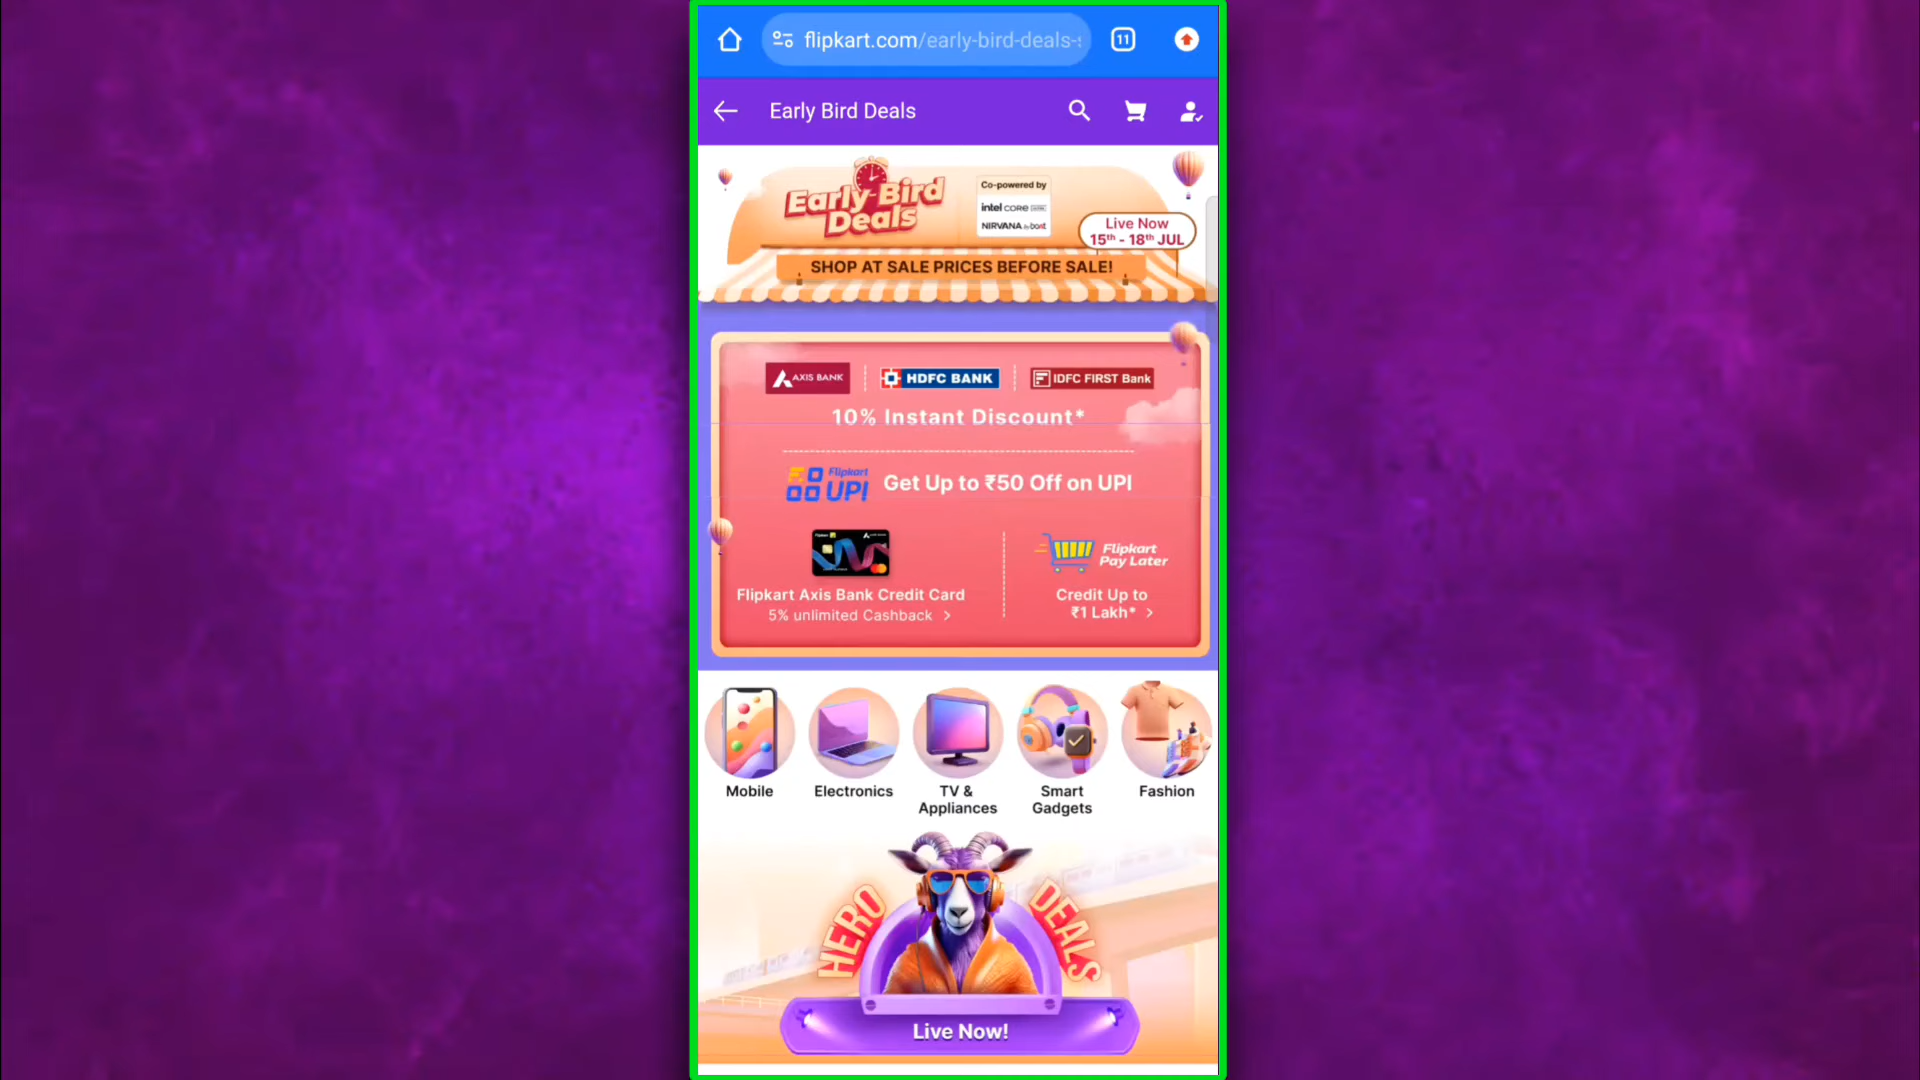 flipkart.com/early-bird-deals-s
11
Early Bird Deals
Early Bird
Deals
Co-powered by
intel CORE
NIRVANA by boAt
Live Now
15th - 18th JUL
SHOP AT SALE PRICES BEFORE SALE!
AXIS BANK
HDFC BANK
IDFC FIRST Bank
10% Instant Discount*
Flipkart
UPI
Get Up to ₹50 Off on UPI
Flipkart
Pay Later
Flipkart Axis Bank Credit Card
5% unlimited Cashback >
Credit Up to
₹1 Lakh* >
Mobile
Electronics
TV &
Appliances
Smart
Gadgets
Fashion
HERO
DEALS
Live Now!